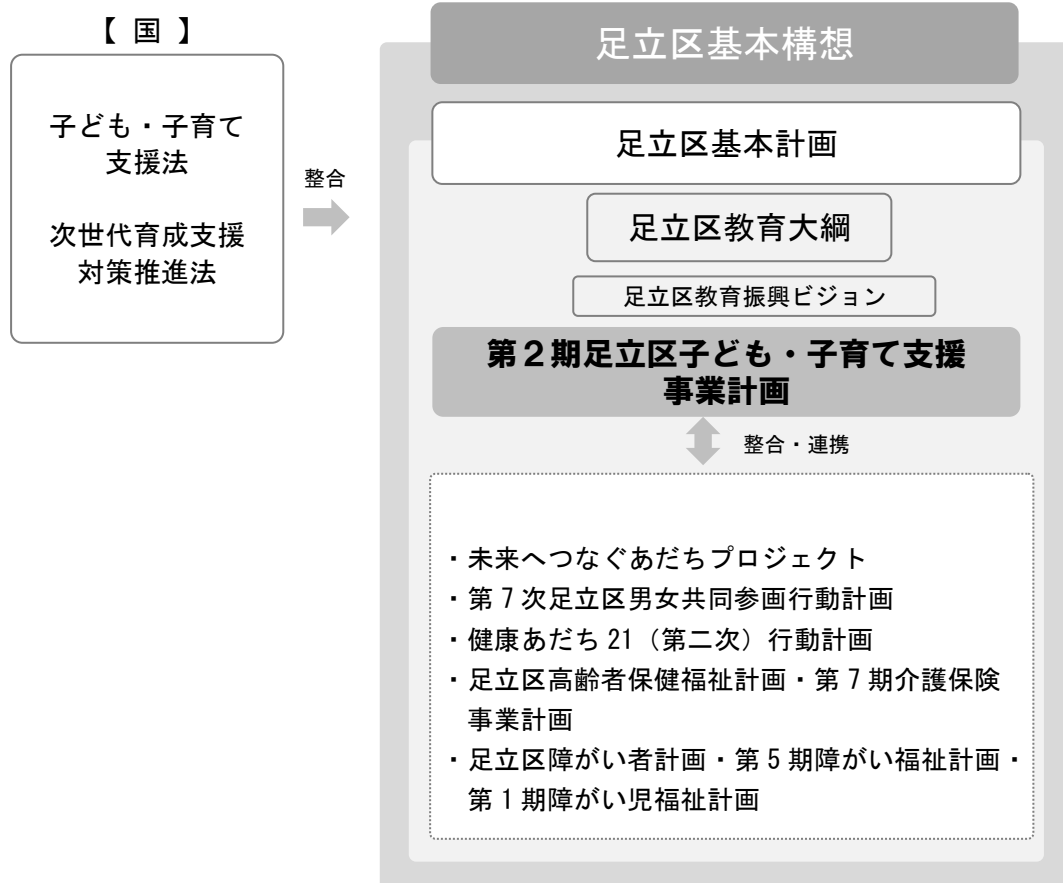 【 国 】
子ども・子育て
支援法
次世代育成支援
対策推進法
整合
足立区基本構想
足立区基本計画
足立区教育大綱
足立区教育振興ビジョン
第２期足立区子ども・子育て支援
事業計画
整合・連携
・未来へつなぐあだちプロジェクト
・第 7 次足立区男女共同参画行動計画
・健康あだち 21（第二次）行動計画
・足立区高齢者保健福祉計画・第 7 期介護保険
事業計画
・足立区障がい者計画・第 5 期障がい福祉計画・
第 1 期障がい児福祉計画